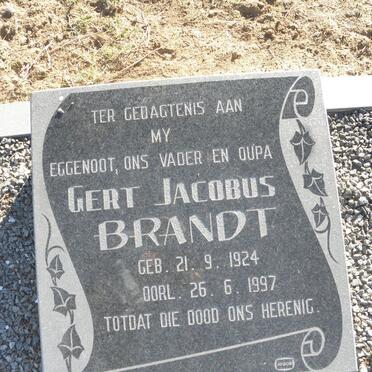 TER GEDAGTENIS AAN
MY
EGGENOOT, ONS VADER EN OUPA
GERT JACOBUS
BRANDT
GEB. 21. 9. 1924
OORL. 26. 6. 1997
TOTDAT DIE DOOD ONS HERENIG.